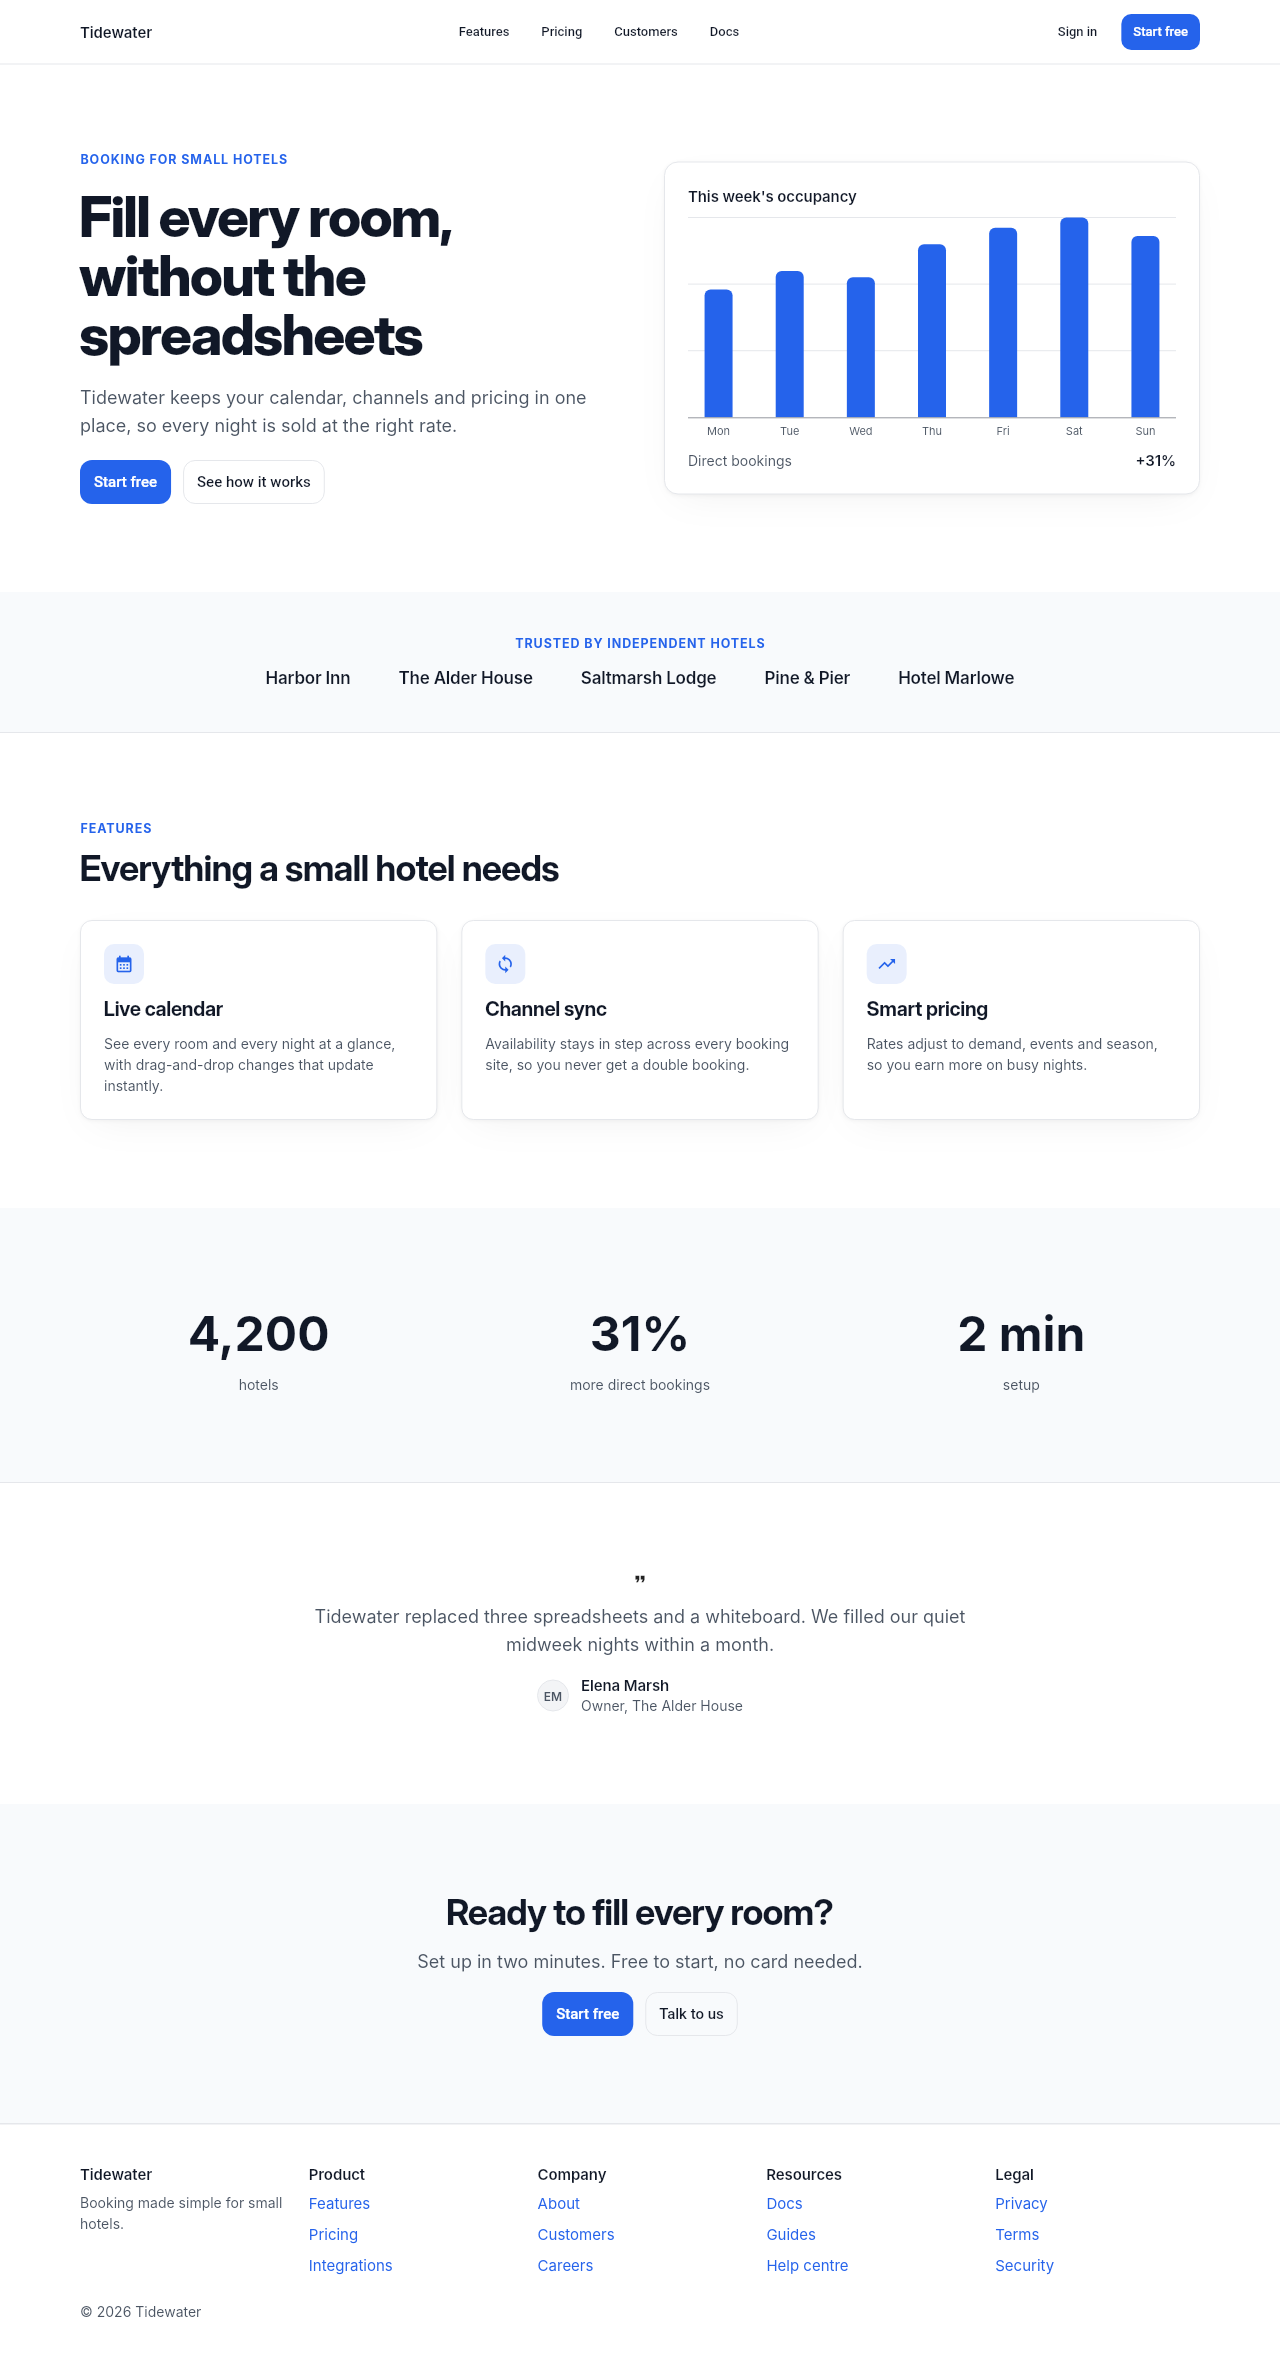 Tidewater
Features
Pricing
Customers
Docs
Sign in
Start free
BOOKING FOR SMALL HOTELS
Fill every room,
without the
spreadsheets
Tidewater keeps your calendar, channels and pricing in one
place, so every night is sold at the right rate.
Start free
See how it works
This week's occupancy
Mon
Tue
Wed
Thu
Fri
Sat
Sun
Direct bookings
+31%
TRUSTED BY INDEPENDENT HOTELS
Harbor Inn
The Alder House
Saltmarsh Lodge
Pine & Pier
Hotel Marlowe
FEATURES
Everything a small hotel needs
Live calendar
See every room and every night at a glance,
with drag-and-drop changes that update
instantly.
Channel sync
Availability stays in step across every booking
site, so you never get a double booking.
Smart pricing
Rates adjust to demand, events and season,
so you earn more on busy nights.
4,200
hotels
31%
more direct bookings
2 min
setup
"
Tidewater replaced three spreadsheets and a whiteboard. We filled our quiet
midweek nights within a month.
EM
Elena Marsh
Owner, The Alder House
Ready to fill every room?
Set up in two minutes. Free to start, no card needed.
Start free
Talk to us
Tidewater
Booking made simple for small
hotels.
Product
Features
Pricing
Integrations
Company
About
Customers
Careers
Resources
Docs
Guides
Help centre
Legal
Privacy
Terms
Security
© 2026 Tidewater